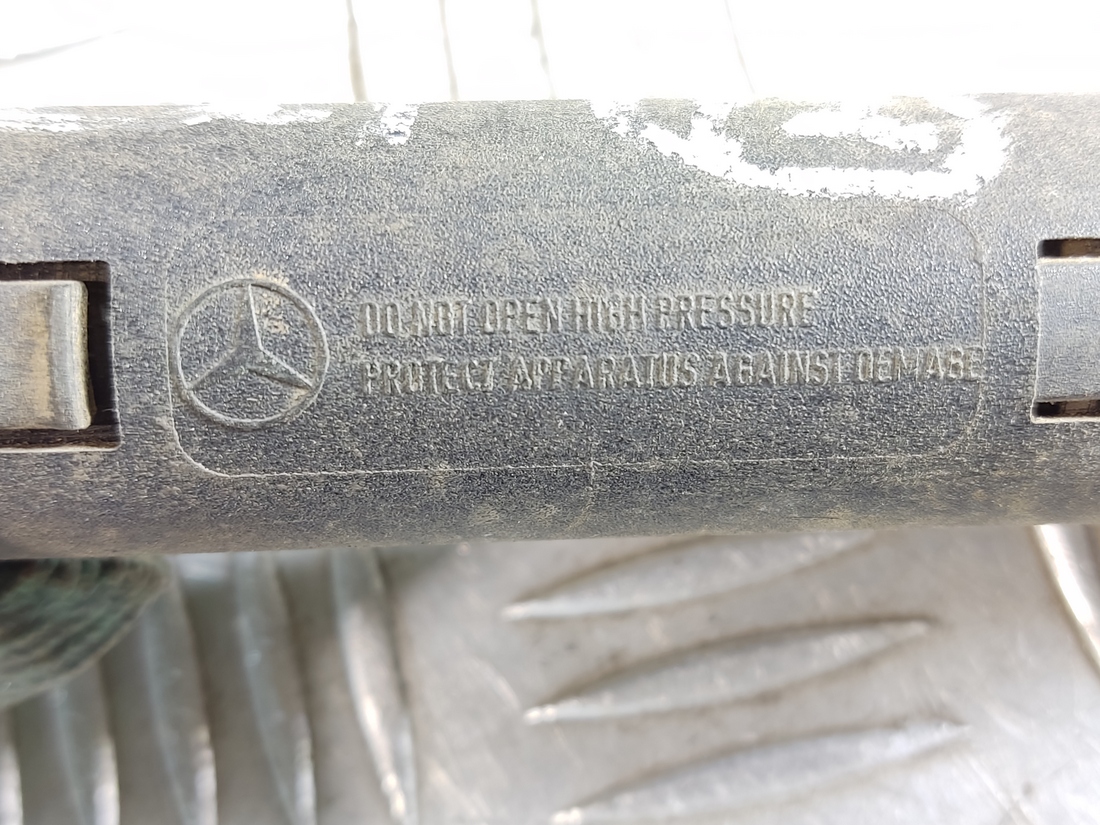 DO NOT OPEN HIGH PRESSURE
PROTECT APPARATUS AGAINST DEMAGE